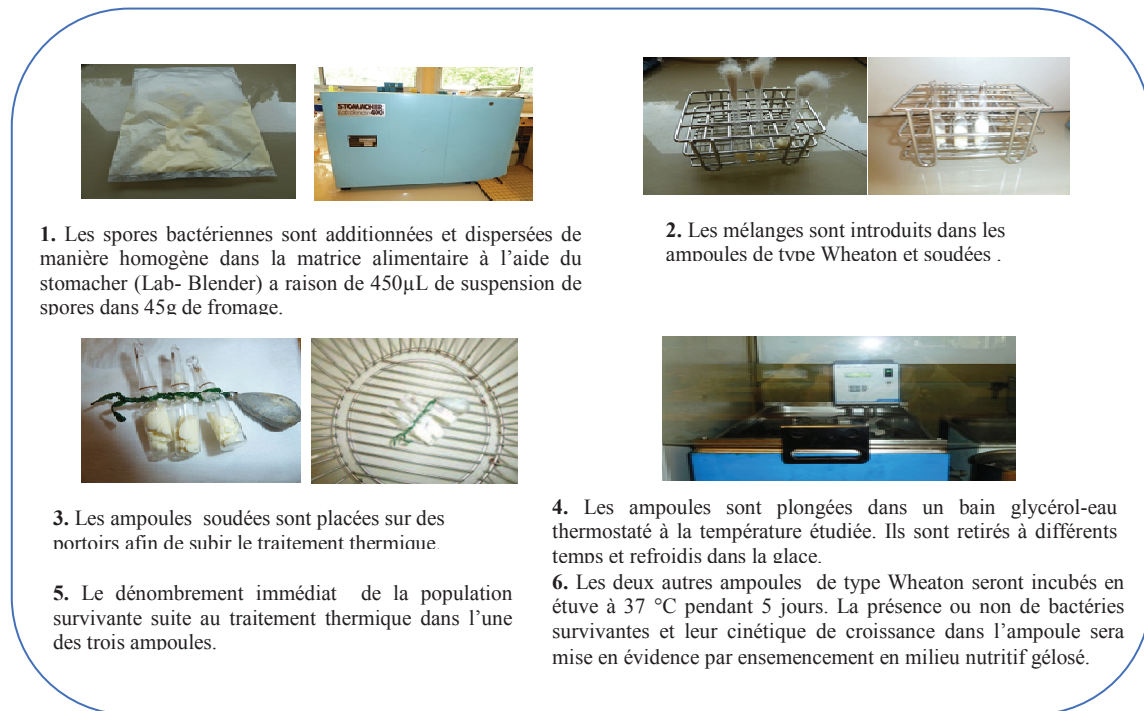 STOMACHER
1. Les spores bactériennes sont additionnées et dispersées de
manière homogène dans la matrice alimentaire à l'aide du
stomacher (Lab- Blender) a raison de 450µL de suspension de
spores dans 45g de fromage.
2. Les mélanges sont introduits dans les
ampoules de type Wheaton et soudées .
3. Les ampoules soudées sont placées sur des
portoirs afin de subir le traitement thermique.
4. Les ampoules sont plongées dans un bain glycérol-eau
thermostaté à la température étudiée. Ils sont retirés à différents
temps et refroidis dans la glace.
5. Le dénombrement immédiat de la population
survivante suite au traitement thermique dans l'une
des trois ampoules.
6. Les deux autres ampoules de type Wheaton seront incubés en
étuve à 37 °C pendant 5 jours. La présence ou non de bactéries
survivantes et leur cinétique de croissance dans l'ampoule sera
mise en évidence par ensemencement en milieu nutritif gélosé.